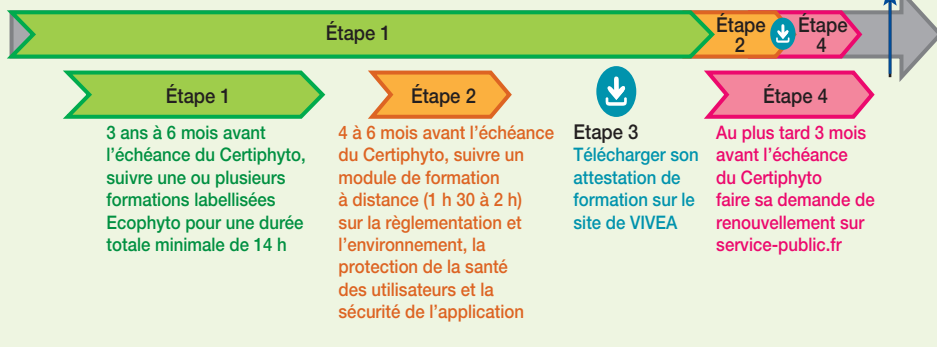 Étape 1
Étape
2
Étape
4
Étape 1
3 ans à 6 mois avant
l'échéance du Certiphyto,
suivre une ou plusieurs
formations labellisées
Ecophyto pour une durée
totale minimale de 14 h
Étape 2
4 à 6 mois avant l'échéance
du Certiphyto, suivre un
module de formation
à distance (1 h 30 à 2 h)
sur la règlementation et
l'environnement, la
protection de la santé
des utilisateurs et la
sécurité de l'application
Etape 3
Télécharger son
attestation de
formation sur le
site de VIVEA
Étape 4
Au plus tard 3 mois
avant l'échéance
du Certiphyto
faire sa demande de
renouvellement sur
service-public.fr